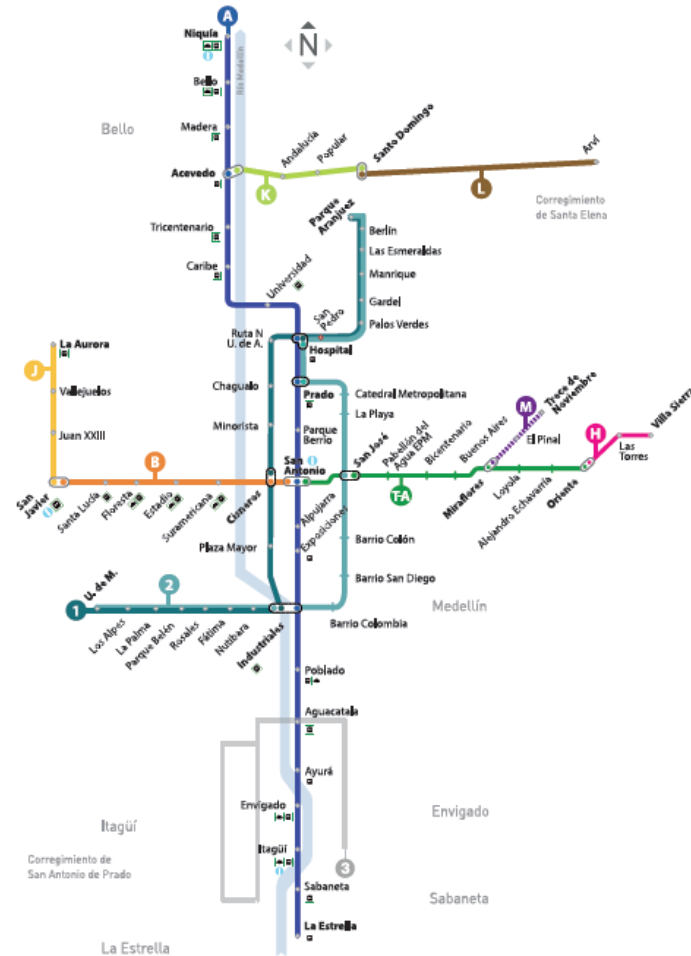 A
Niquía
N
Río Medellín
Bello
Bello
Madera
Andalucía
Popular
Santo Domingo
Arví
Acevedo
K
L
Corregimiento
de Santa Elena
Parque
Aranjuez
Tricentenario
Berlín
Las Esmeraldas
Caribe
Universidad
Manrique
Gardel
San
Pedro
Palos Verdes
Ruta N
U. de A.
La Aurora
Hospital
J
Vallejuelos
Chagualo
Prado
Catedral Metropolitana
La Playa
Trece de
Noviembre
M
Villa Sierra
Juan XXIII
Minorista
Parque
Berrío
San José
Pabellón del
Agua EPM
Bicentenario
Buenos Aires
El Pinal
H
Las
Torres
B
San
Antonio
San
Javier
Santa Lucía
Floresta
Estadio
Suramericana
Cisneros
T-A
Miraflores
Loyola
Alejandro Echavarría
Oriente
Alpujarra
Exposiciones
Plaza Mayor
Barrio Colón
Barrio San Diego
U. de M.
2
1
Medellín
Los Alpes
La Palma
Parque Belén
Rosales
Fátima
Nutibara
Industriales
Barrio Colombia
Poblado
Aguacatala
Ayurá
Envigado
Envigado
Itagüí
Itagüí
3
Corregimiento de
San Antonio de Prado
Sabaneta
Sabaneta
La Estrella
La Estrella